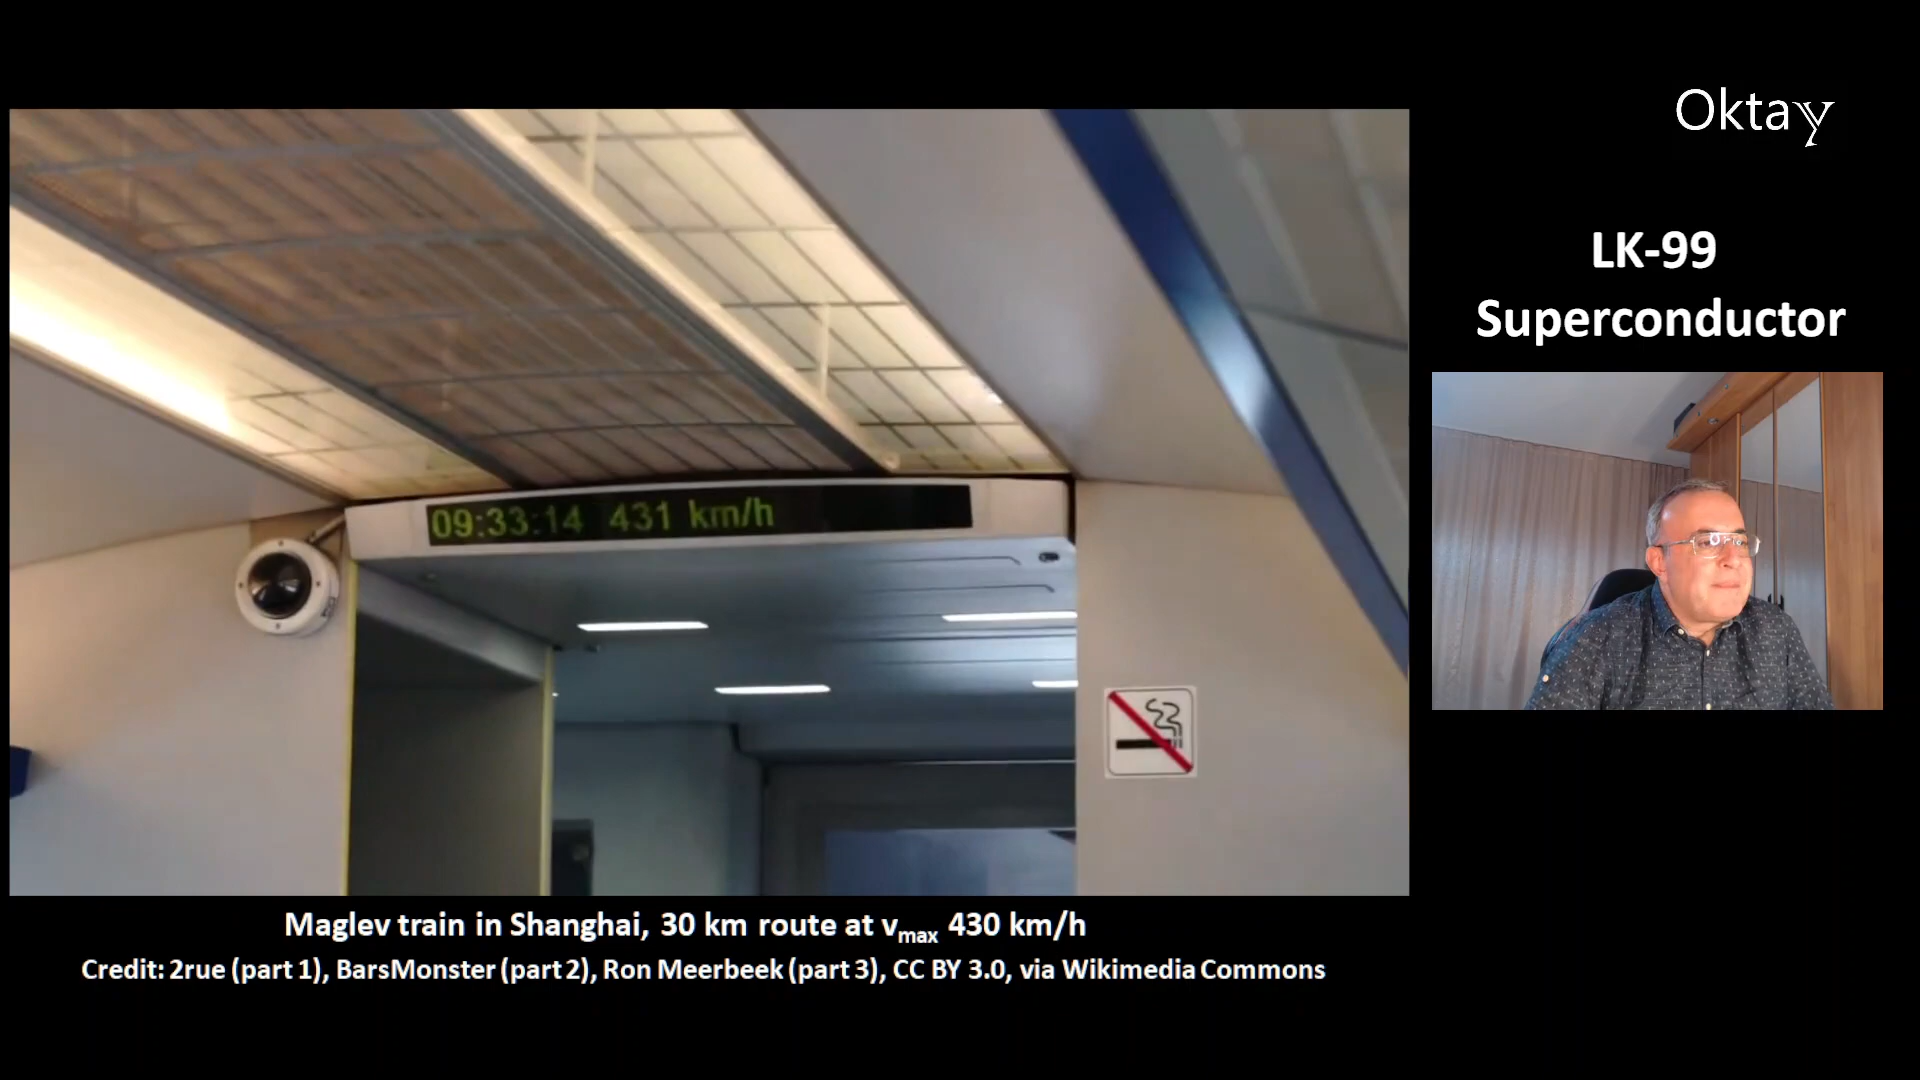 Oktay
LK-99
Superconductor
09:33:14 431 km/h
Maglev train in Shanghai, 30 km route at vmax 430 km/h
Credit: 2rue (part 1), BarsMonster (part 2), Ron Meerbeek (part 3), CC BY 3.0, via Wikimedia Commons